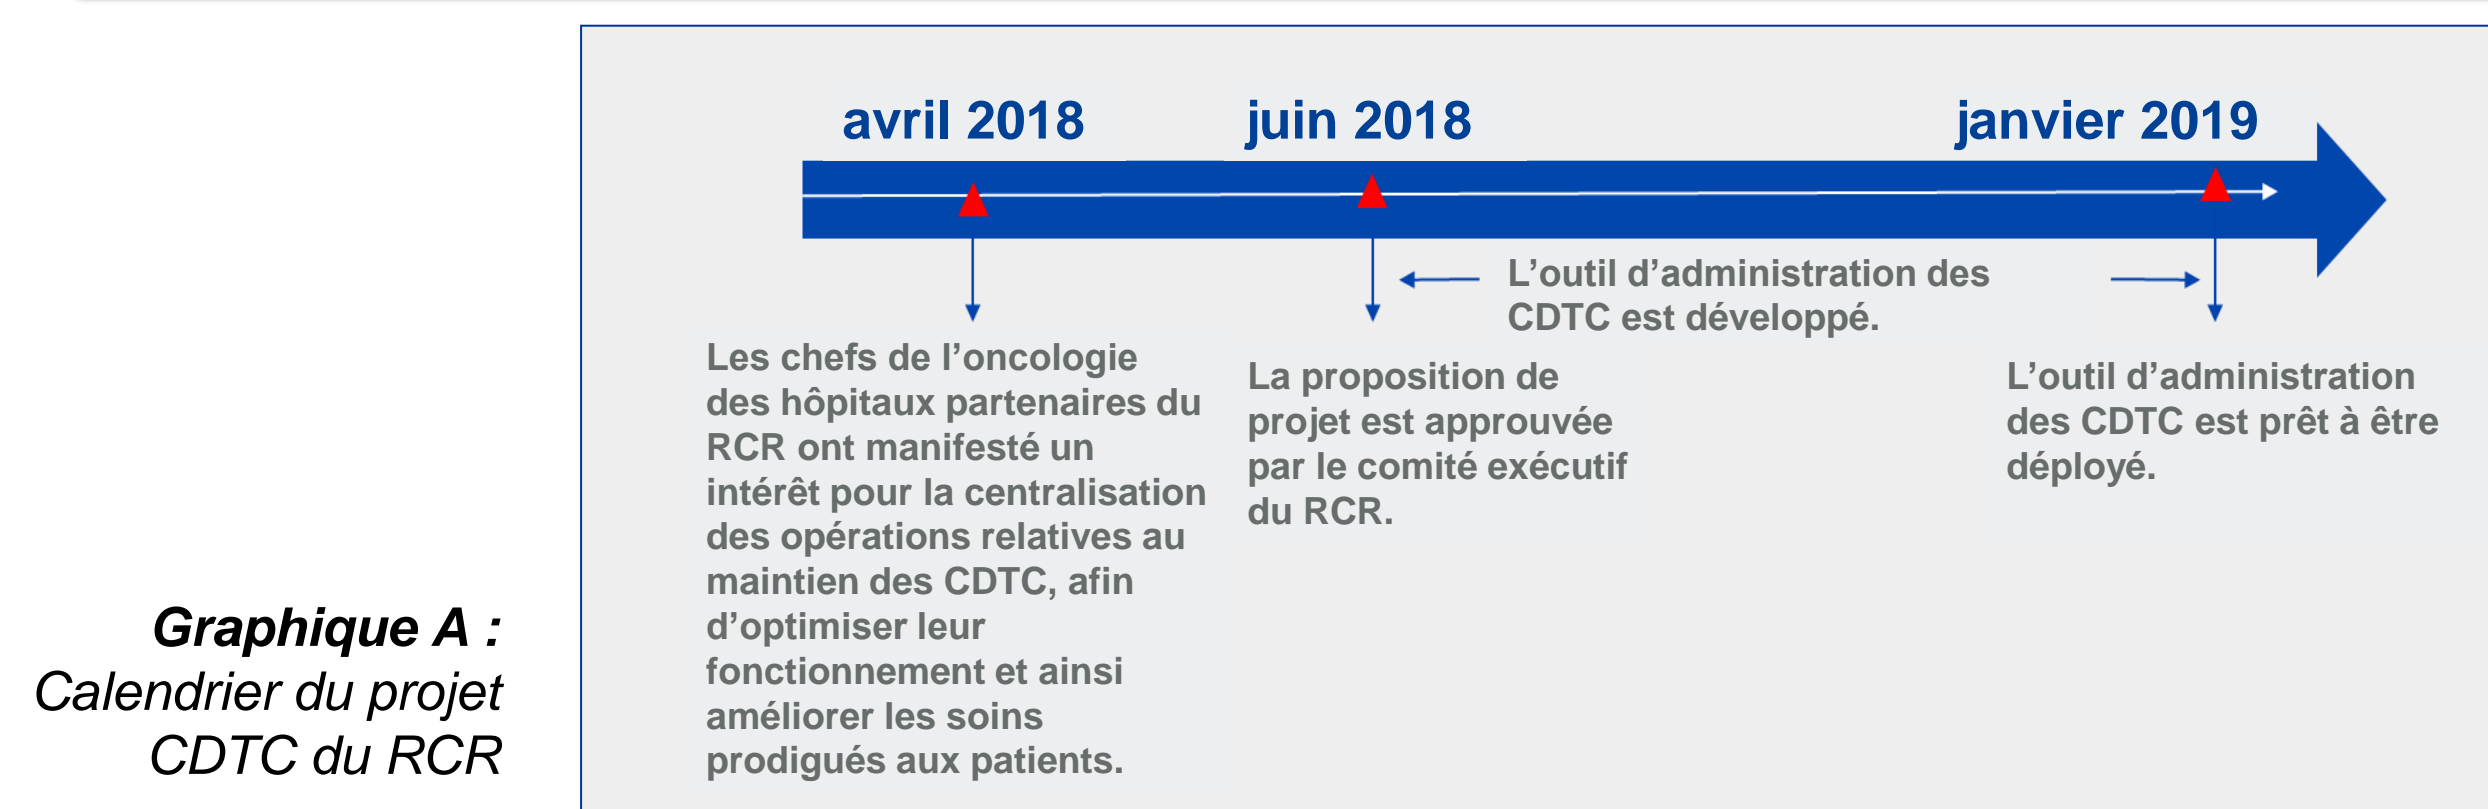 avril 2018
juin 2018
janvier 2019
L’outil d’administration des
CDTC est développé.
Les chefs de l’oncologie
des hôpitaux partenaires du
RCR ont manifesté un
intérêt pour la centralisation
des opérations relatives au
maintien des CDTC, afin
d’optimiser leur
fonctionnement et ainsi
améliorer les soins
prodigués aux patients.
La proposition de
projet est approuvée
par le comité exécutif
du RCR.
L’outil d’administration
des CDTC est prêt à être
déployé.
Graphique A :
Calendrier du projet
CDTC du RCR